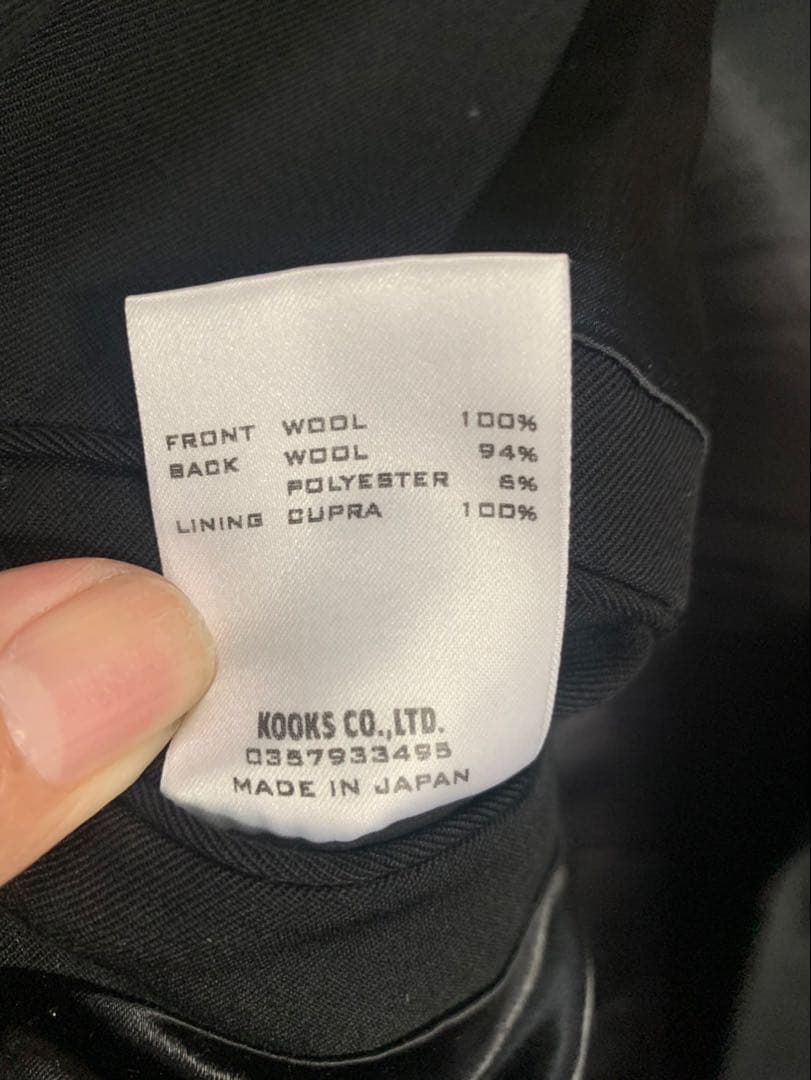 FRONT WOOL 100%
BACK WOOL 94%
POLYESTER 6%
LINING CUPRA 100%
KOOKS CO.,LTD.
0357933495
MADE IN JAPAN